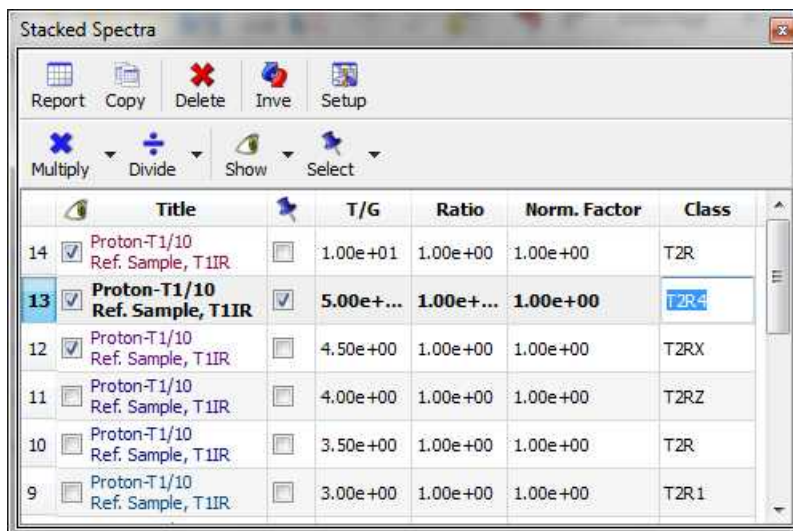 Stacked Spectra
Report Copy Delete Inve Setup
Multiply Divide Show Select
Title T/G Ratio Norm. Factor Class
14 Proton-T1/10
Ref. Sample, T1IR 1.00e+01 1.00e+00 1.00e+00 T2R
13 Proton-T1/10
Ref. Sample, T1IR 5.00e+... 1.00e+... 1.00e+00 T2R4
12 Proton-T1/10
Ref. Sample, T1IR 4.50e+00 1.00e+00 1.00e+00 T2RX
11 Proton-T1/10
Ref. Sample, T1IR 4.00e+00 1.00e+00 1.00e+00 T2RZ
10 Proton-T1/10
Ref. Sample, T1IR 3.50e+00 1.00e+00 1.00e+00 T2R
9 Proton-T1/10
Ref. Sample, T1IR 3.00e+00 1.00e+00 1.00e+00 T2R1